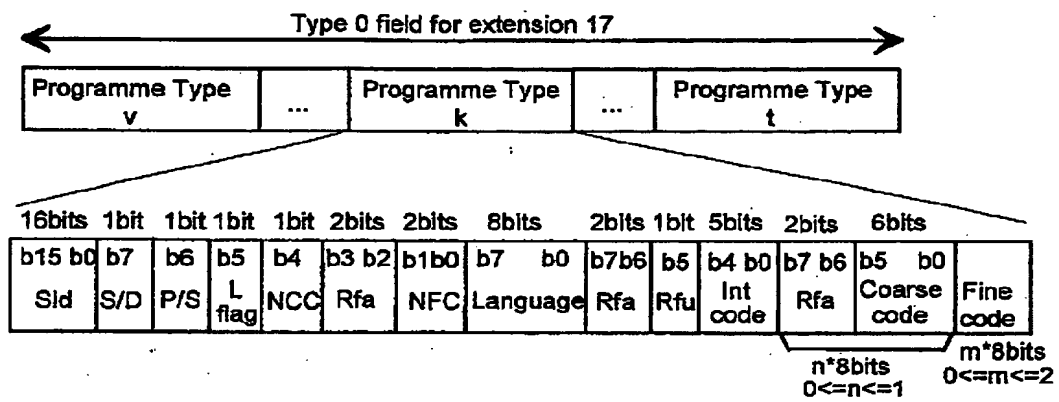 Type 0 field for extension 17
Programme Type ... Programme Type ... Programme Type
v k t
16bits 1bit 1bit 1bit 1bit 2bits 2bits 8bits 2bits 1bit 5bits 2bits 6bits
b15 b0 b7 b6 b5 b4 b3 b2 b1b0 b7 b0 b7b6 b5 b4 b0 b7 b6 b5 b0
SId S/D P/S L flag NCC Rfa NFC Language Rfa Rfu Int code Rfa Coarse code Fine code
n*8bits m*8bits
0<=n<=1 0<=m<=2